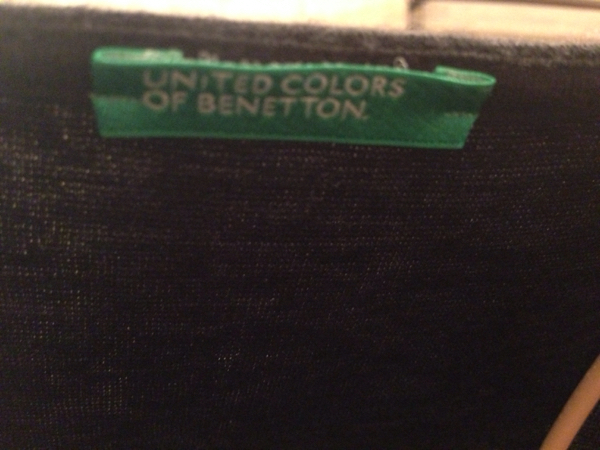 UNITED COLORS
OF BENETTON.